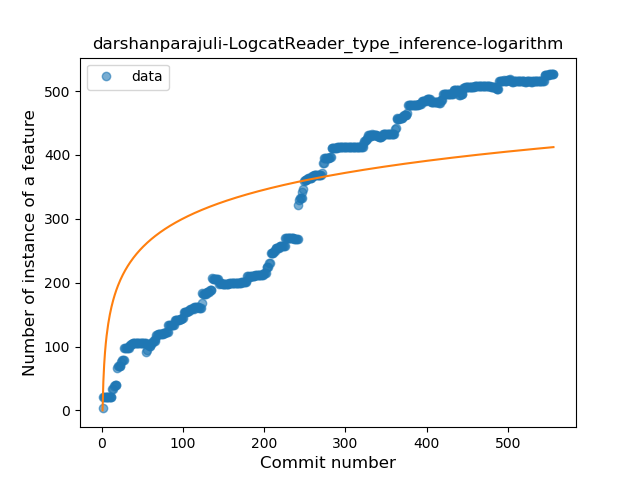 darshanparajuli-LogcatReader_type_inference-logarithm
data
Number of instance of a feature
500
400
300
200
100
0
0 100 200 300 400 500
Commit number